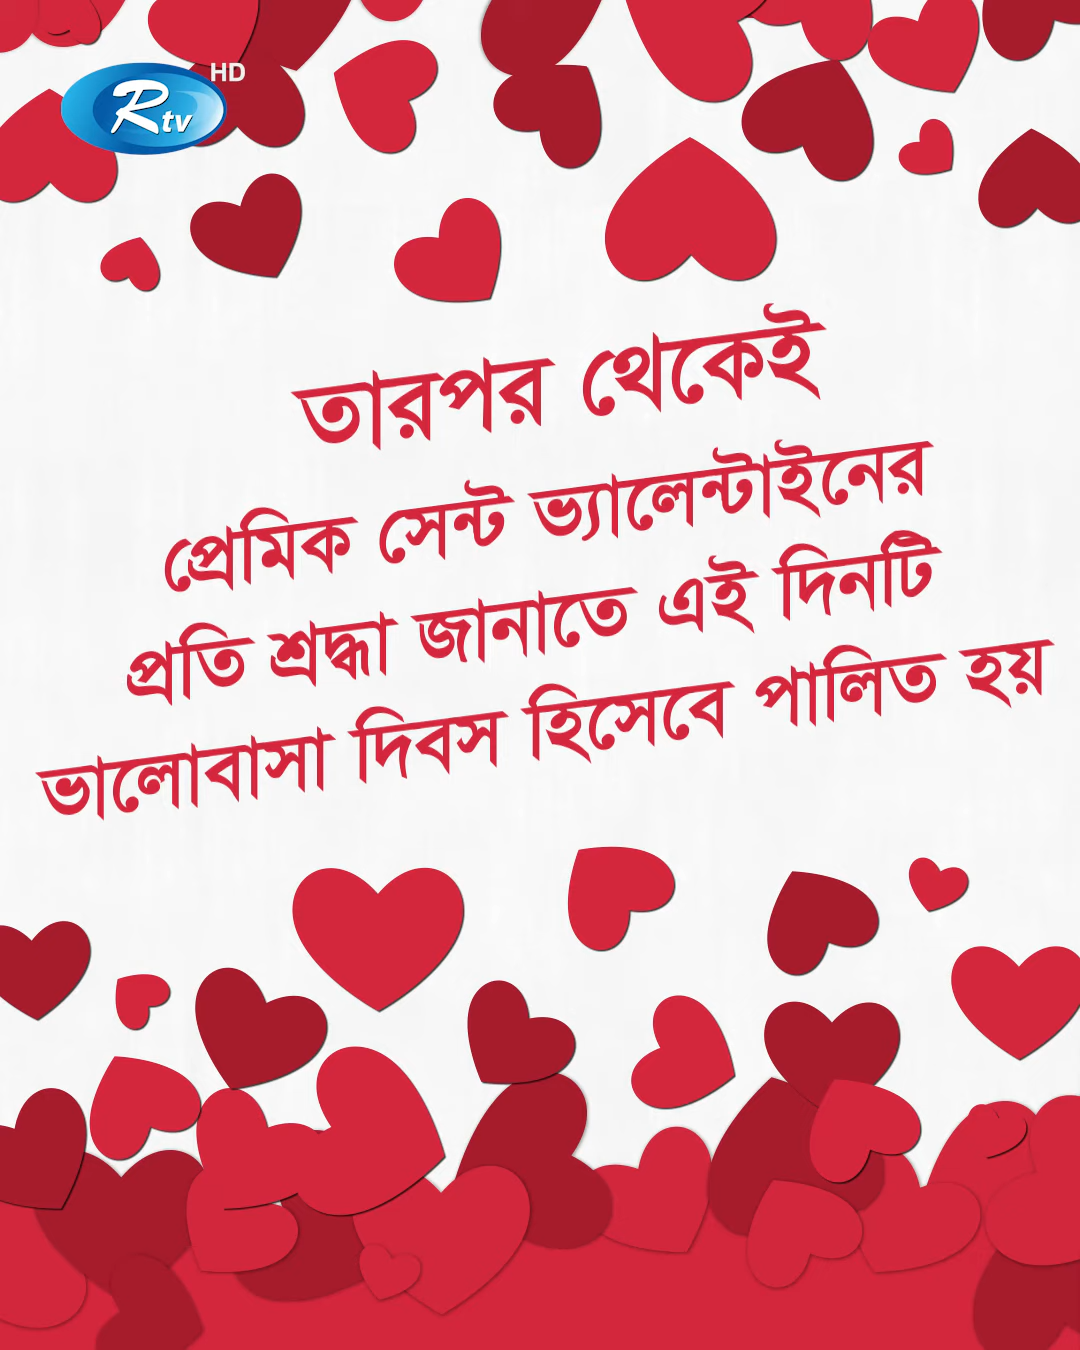 Rtv HD
তারপর থেকেই
প্রেমিক সেন্ট ভ্যালেন্টাইনের
প্রতি শ্রদ্ধা জানাতে এই দিনটি
ভালোবাসা দিবস হিসেবে পালিত হয়